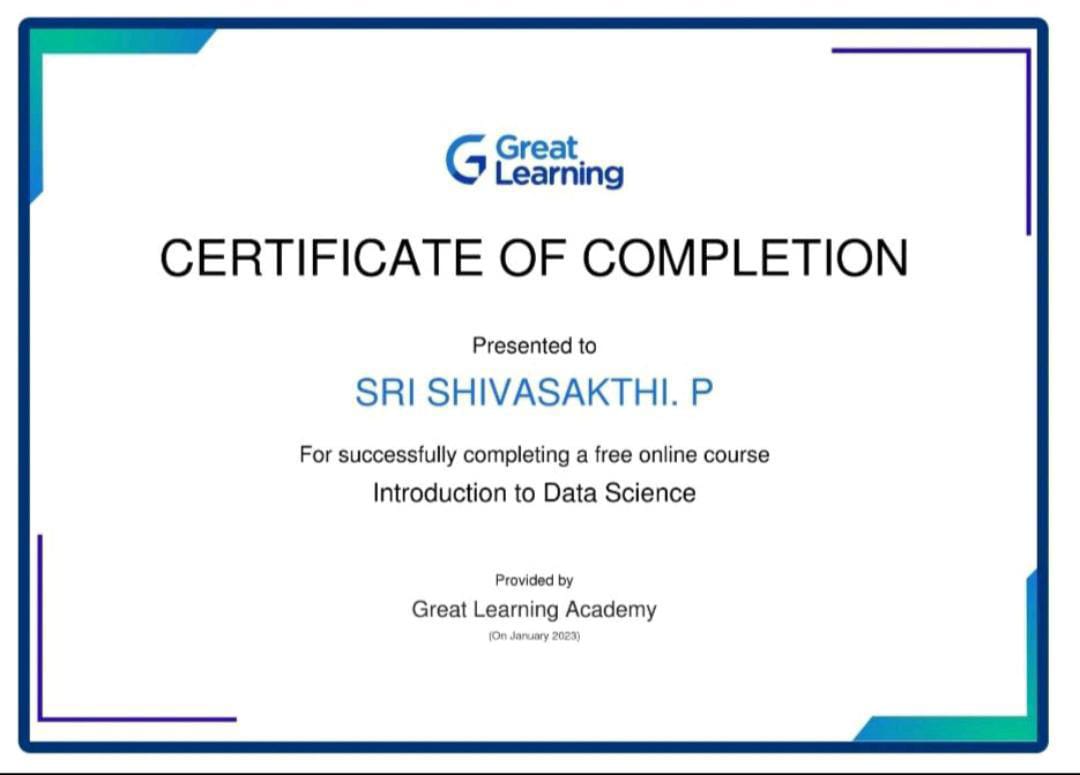 Great
Learning
CERTIFICATE OF COMPLETION
Presented to
SRI SHIVASAKTHI. P
For successfully completing a free online course
Introduction to Data Science
Provided by
Great Learning Academy
(On January 2023)